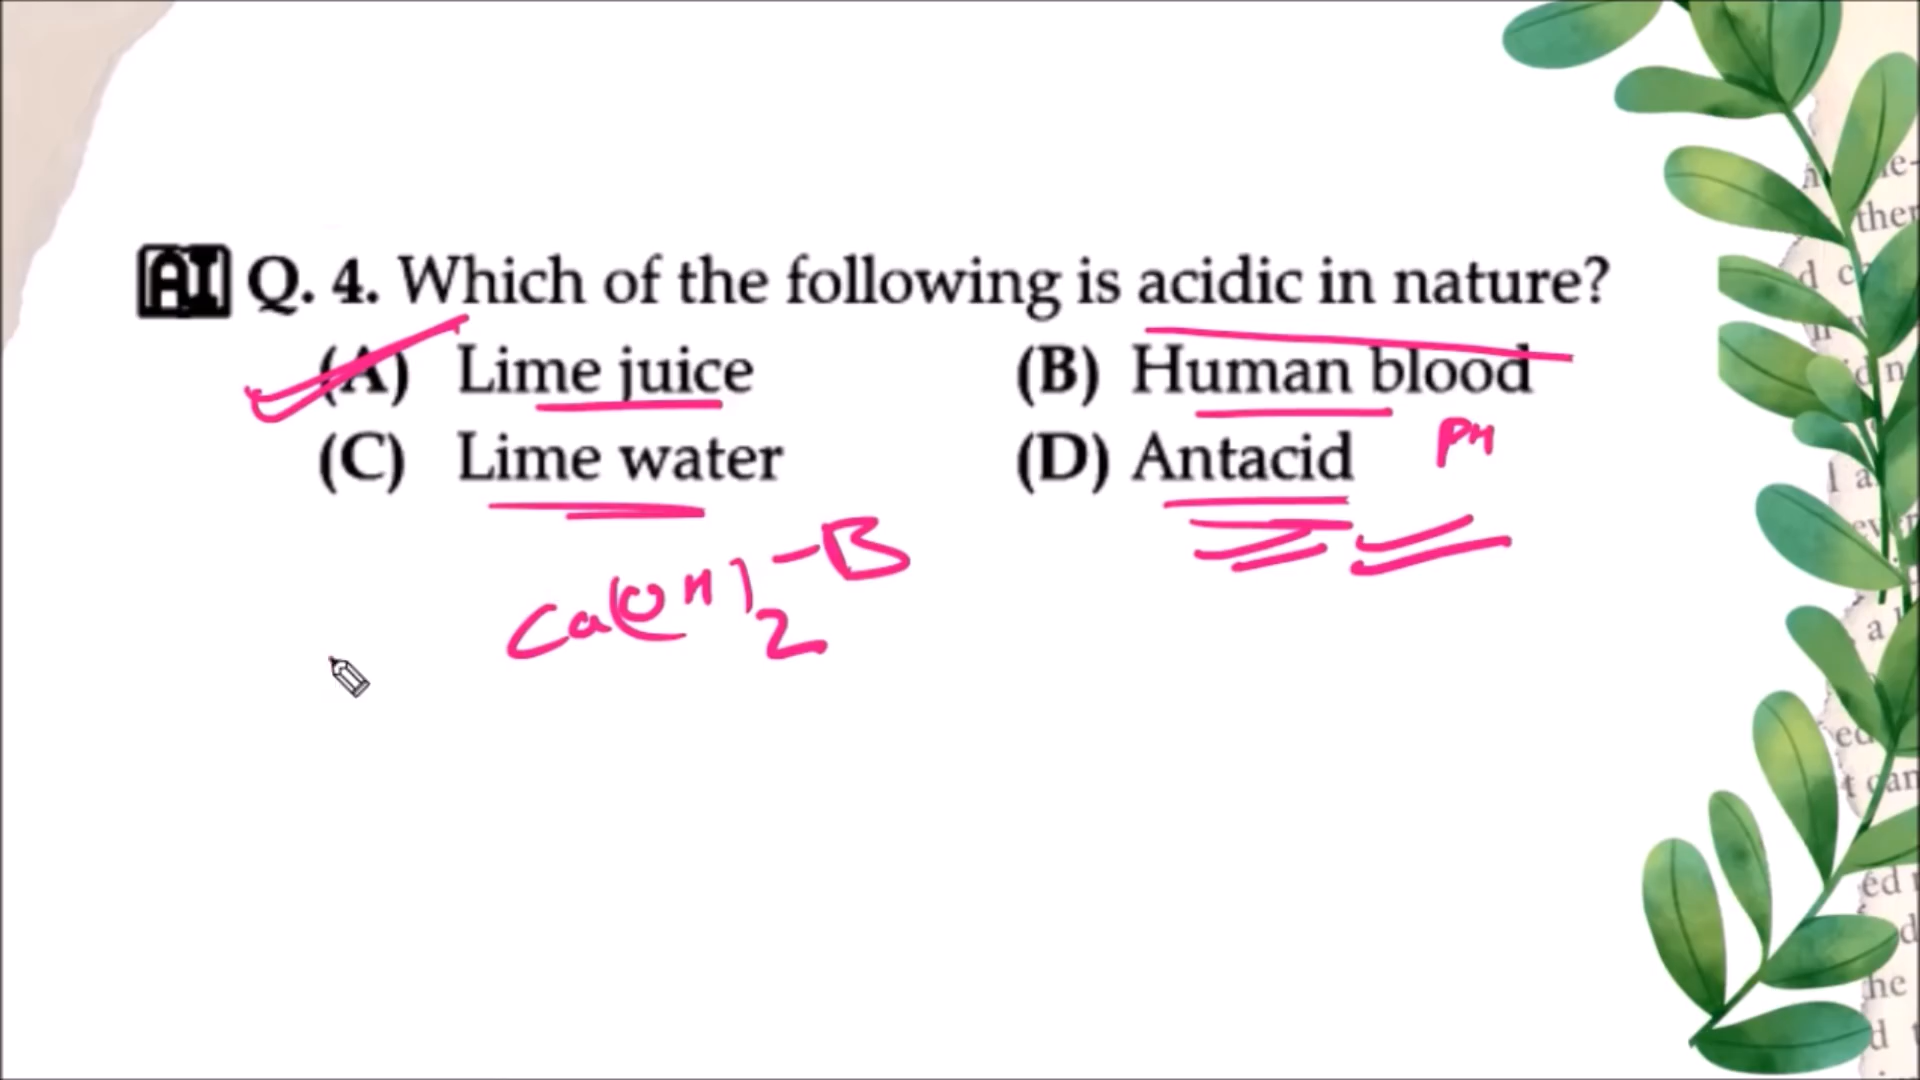 AI Q. 4. Which of the following is acidic in nature?
(A) Lime juice (B) Human blood
(C) Lime water (D) Antacid
PH
Ca(OH)2 -B